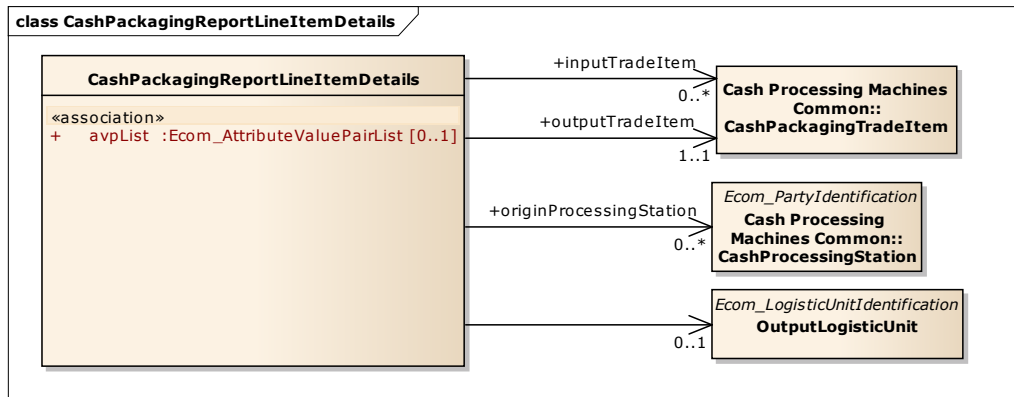 class CashPackagingReportLineItemDetails
CashPackagingReportLineItemDetails
«association»
+ avpList :Ecom_AttributeValuePairList [0..1]
+inputTradeItem
0..*
+outputTradeItem
1..1
Cash Processing Machines
Common::
CashPackagingTradeItem
+originProcessingStation
0..*
Ecom_PartyIdentification
Cash Processing
Machines Common::
CashProcessingStation
0..1
Ecom_LogisticUnitIdentification
OutputLogisticUnit